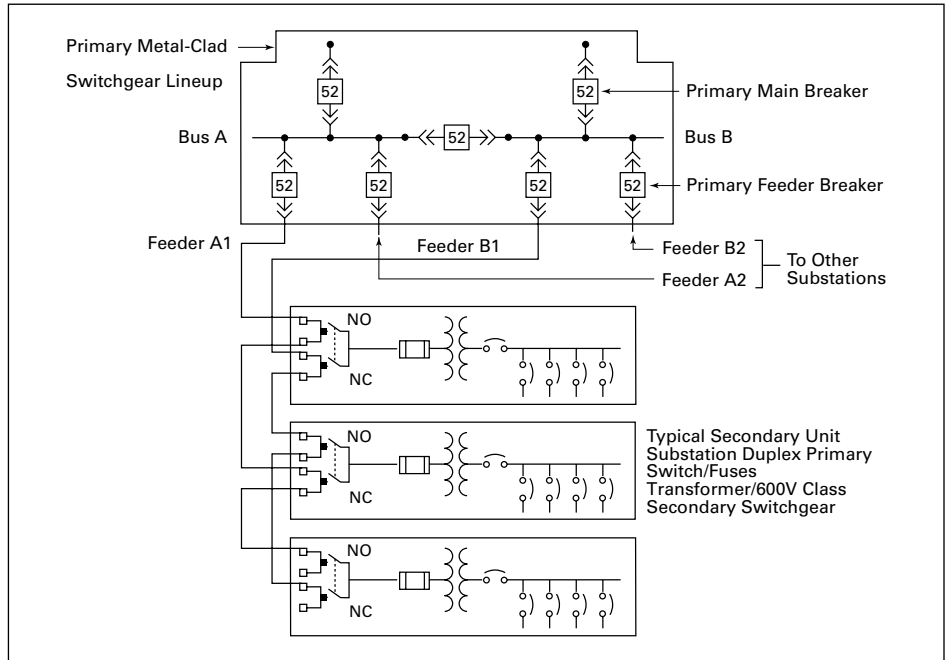 Primary Metal-Clad
Switchgear Lineup
52
52
Primary Main Breaker
Bus A
52
Bus B
52
52
52
52
Primary Feeder Breaker
Feeder A1
Feeder B1
Feeder B2
Feeder A2
To Other
Substations
NO
NC
NO
NC
Typical Secondary Unit
Substation Duplex Primary
Switch/Fuses
Transformer/600V Class
Secondary Switchgear
NO
NC